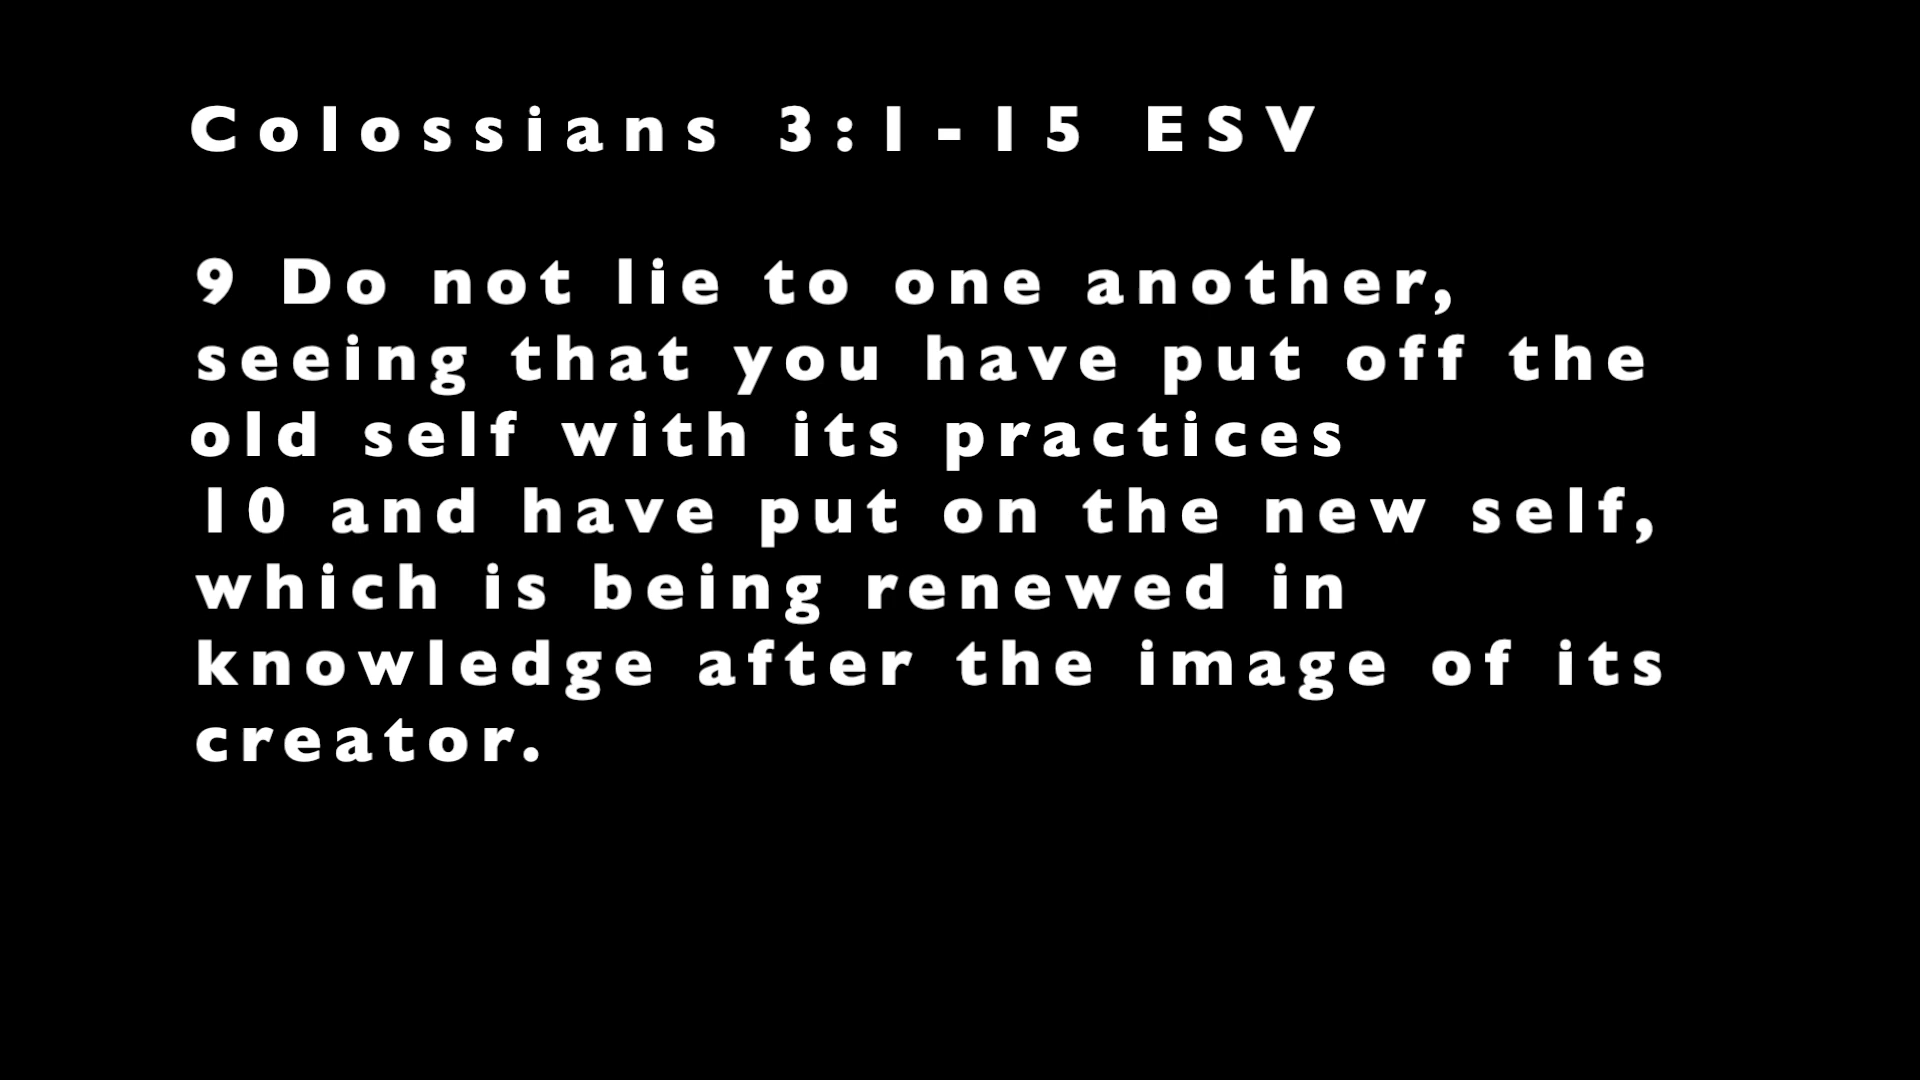 Colossians 3:1-15 ESV
9 Do not lie to one another,
seeing that you have put off the
old self with its practices
10 and have put on the new self,
which is being renewed in
knowledge after the image of its
creator.